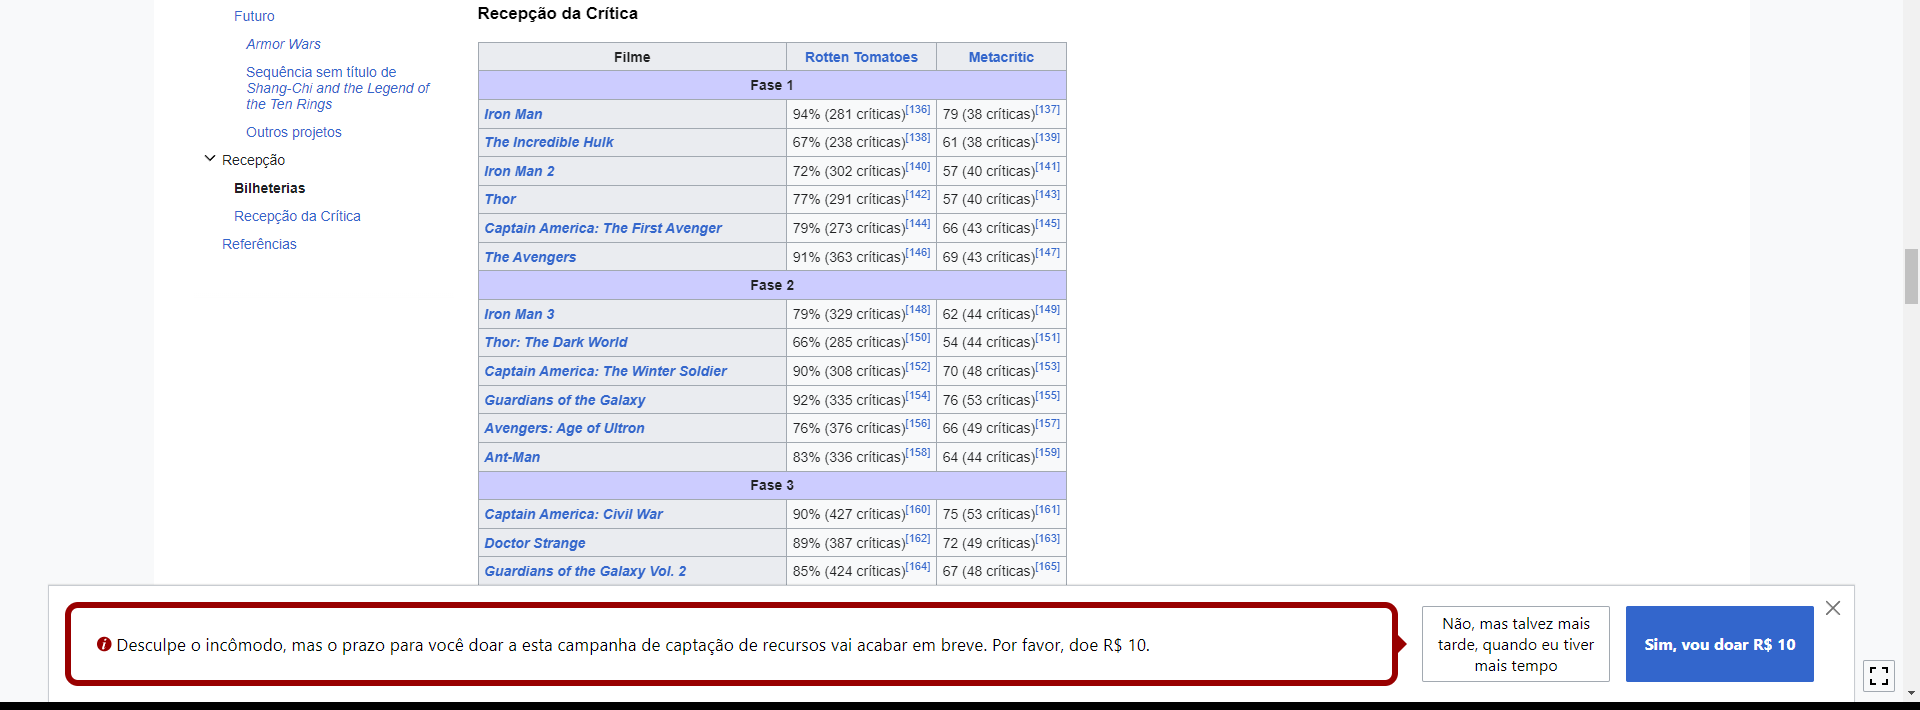 Futuro
Armor Wars
Sequência sem título de
Shang-Chi and the Legend of
the Ten Rings
Outros projetos
Recepção
Bilheterias
Recepção da Crítica
Referências
Recepção da Crítica
Filme Rotten Tomatoes Metacritic
Fase 1
Iron Man 94% (281 críticas)[136] 79 (38 críticas)[137]
The Incredible Hulk 67% (238 críticas)[138] 61 (38 críticas)[139]
Iron Man 2 72% (302 críticas)[140] 57 (40 críticas)[141]
Thor 77% (291 críticas)[142] 57 (40 críticas)[143]
Captain America: The First Avenger 79% (273 críticas)[144] 66 (43 críticas)[145]
The Avengers 91% (363 críticas)[146] 69 (43 críticas)[147]
Fase 2
Iron Man 3 79% (329 críticas)[148] 62 (44 críticas)[149]
Thor: The Dark World 66% (285 críticas)[150] 54 (44 críticas)[151]
Captain America: The Winter Soldier 90% (308 críticas)[152] 70 (48 críticas)[153]
Guardians of the Galaxy 92% (335 críticas)[154] 76 (53 críticas)[155]
Avengers: Age of Ultron 76% (376 críticas)[156] 66 (49 críticas)[157]
Ant-Man 83% (336 críticas)[158] 64 (44 críticas)[159]
Fase 3
Captain America: Civil War 90% (427 críticas)[160] 75 (53 críticas)[161]
Doctor Strange 89% (387 críticas)[162] 72 (49 críticas)[163]
Guardians of the Galaxy Vol. 2 85% (424 críticas)[164] 67 (48 críticas)[165]
Desculpe o incômodo, mas o prazo para você doar a esta campanha de captação de recursos vai acabar em breve. Por favor, doe R$ 10.
Não, mas talvez mais
tarde, quando eu tiver
mais tempo
Sim, vou doar R$ 10